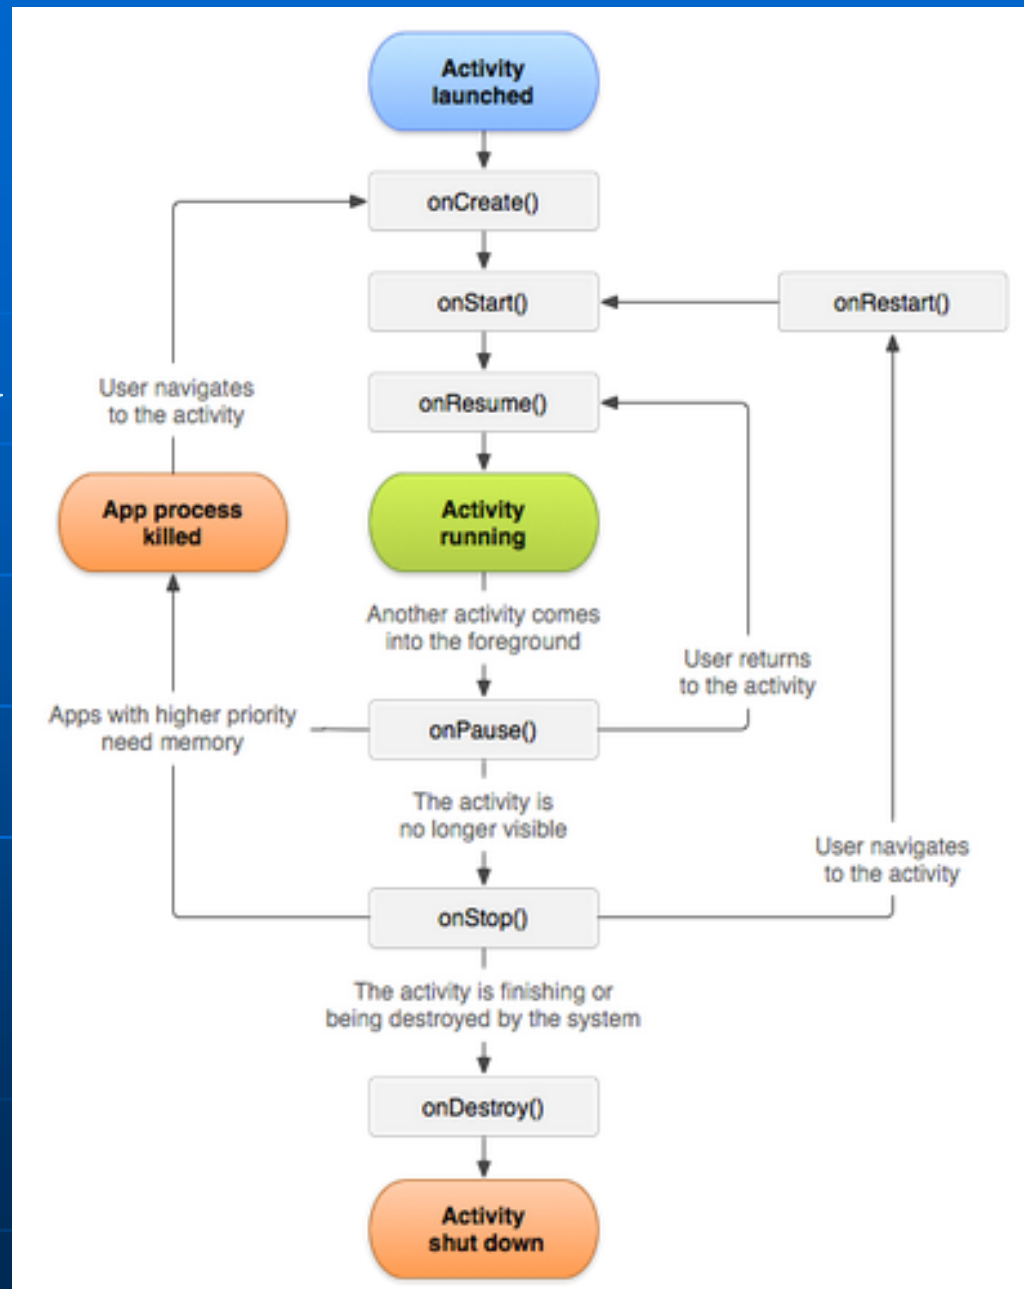 Activity
launched
onCreate()
onStart()
onRestart()
onResume()
User navigates
to the activity
App process
killed
Activity
running
Another activity comes
into the foreground
User returns
to the activity
Apps with higher priority
need memory
onPause()
The activity is
no longer visible
User navigates
to the activity
onStop()
The activity is finishing or
being destroyed by the system
onDestroy()
Activity
shut down